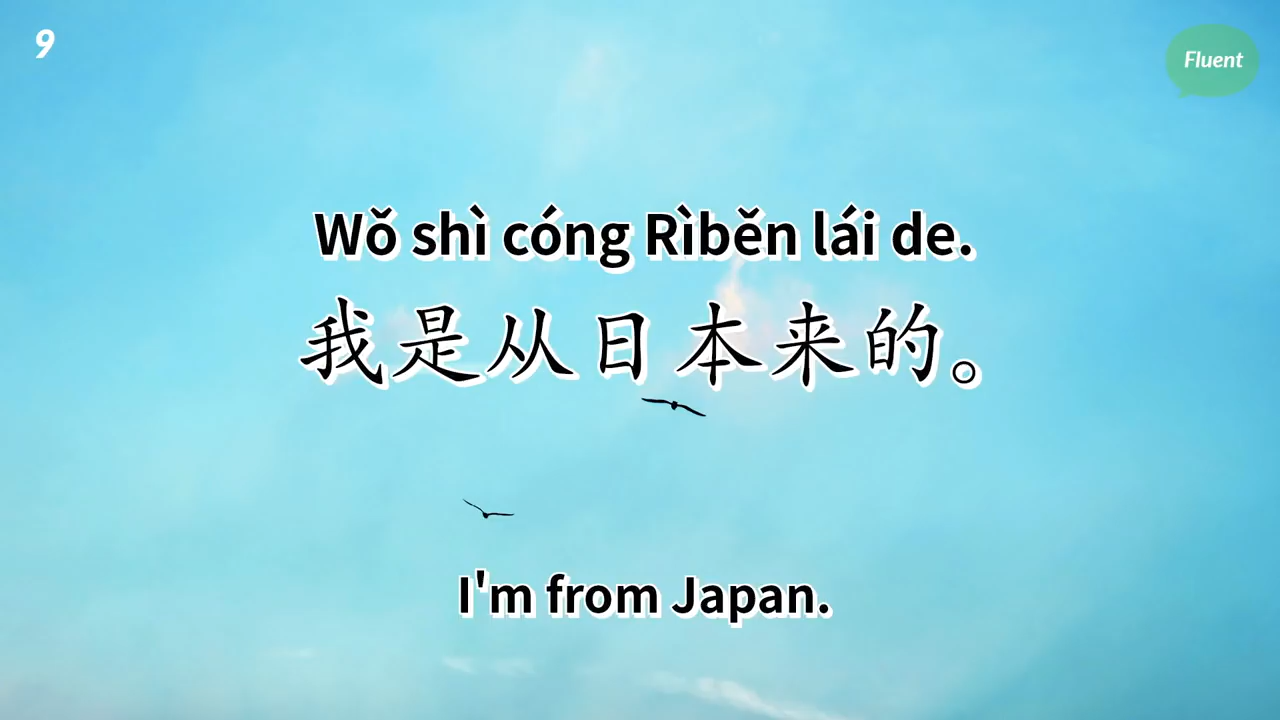 9
Fluent
Wǒ shì cóng Rìběn lái de.
我是从日本来的。
I'm from Japan.